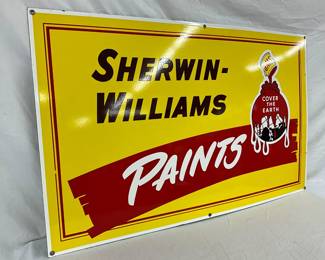 SHERWIN-
WILLIAMS
COVER
THE
EARTH
PAINTS